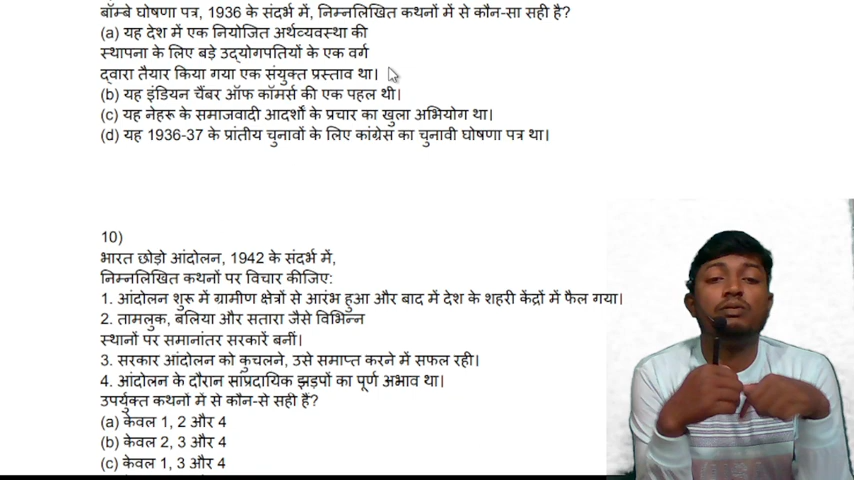 बॉम्बे घोषणा पत्र, 1936 के संदर्भ में, निम्नलिखित कथनों में से कौन-सा सही है?
(a) यह देश में एक नियोजित अर्थव्यवस्था की
स्थापना के लिए बड़े उद्योगपतियों के एक वर्ग
द्वारा तैयार किया गया एक संयुक्त प्रस्ताव था।
(b) यह इंडियन चैंबर ऑफ कॉमर्स की एक पहल थी।
(c) यह नेहरू के समाजवादी आदर्शों के प्रचार का खुला अभियोग था।
(d) यह 1936-37 के प्रांतीय चुनावों के लिए कांग्रेस का चुनावी घोषणा पत्र था।
10)
भारत छोड़ो आंदोलन, 1942 के संदर्भ में,
निम्नलिखित कथनों पर विचार कीजिए:
1. आंदोलन शुरू में ग्रामीण क्षेत्रों से आरंभ हुआ और बाद में देश के शहरी केंद्रों में फैल गया।
2. तामलुक, बलिया और सतारा जैसे विभिन्न
स्थानों पर समानांतर सरकारें बनीं।
3. सरकार आंदोलन को कुचलने, उसे समाप्त करने में सफल रही।
4. आंदोलन के दौरान सांप्रदायिक झड़पों का पूर्ण अभाव था।
उपर्युक्त कथनों में से कौन-से सही हैं?
(a) केवल 1, 2 और 4
(b) केवल 2, 3 और 4
(c) केवल 1, 3 और 4